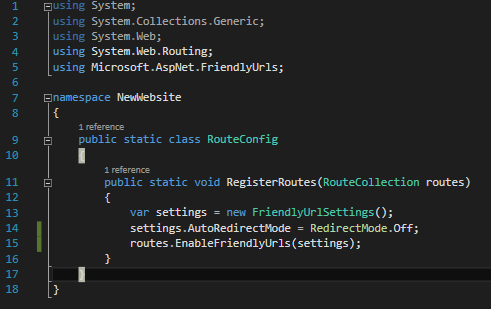 1 using System;
2 using System.Collections.Generic;
3 using System.Web;
4 using System.Web.Routing;
5 using Microsoft.AspNet.FriendlyUrls;
6
7 namespace NewWebsite
8 {
1 reference
9 public static class RouteConfig
10 {
1 reference
11 public static void RegisterRoutes(RouteCollection routes)
12 {
13 var settings = new FriendlyUrlSettings();
14 settings.AutoRedirectMode = RedirectMode.Off;
15 routes.EnableFriendlyUrls(settings);
16 }
17 }
18 }